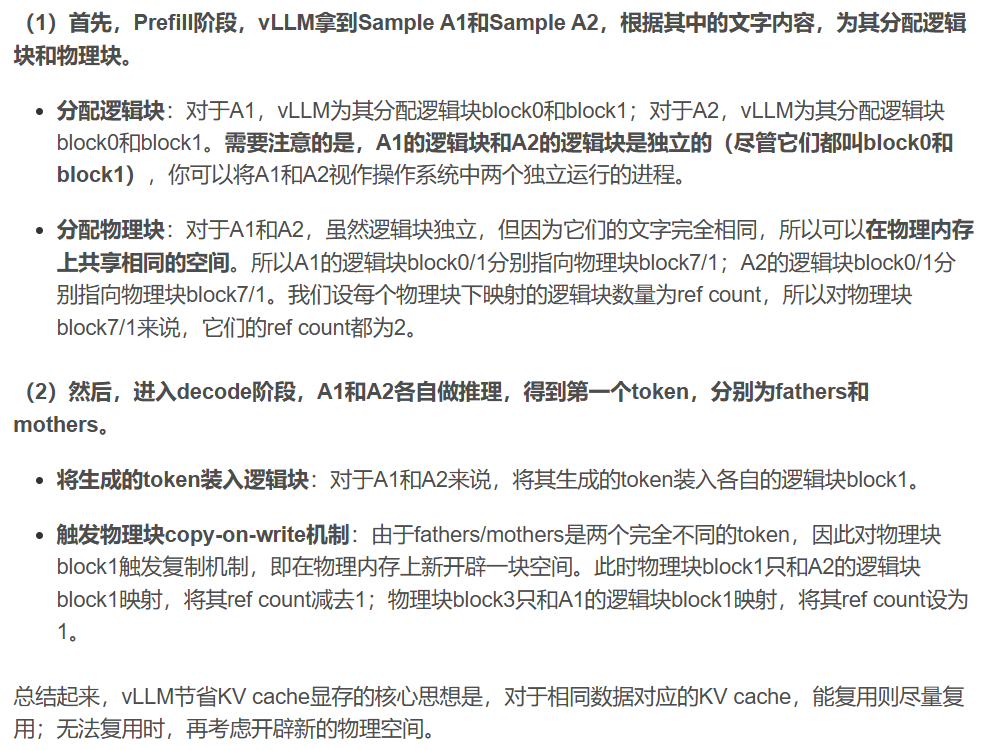 （1）首先，Prefill阶段，vLLM拿到Sample A1和Sample A2，根据其中的文字内容，为其分配逻辑
块和物理块。
• 分配逻辑块：对于A1，vLLM为其分配逻辑块block0和block1；对于A2，vLLM为其分配逻辑块
block0和block1。需要注意的是，A1的逻辑块和A2的逻辑块是独立的（尽管它们都叫block0和
block1），你可以将A1和A2视作操作系统中两个独立运行的进程。
• 分配物理块：对于A1和A2，虽然逻辑块独立，但因为它们的文字完全相同，所以可以在物理内存
上共享相同的空间。所以A1的逻辑块block0/1分别指向物理块block7/1；A2的逻辑块block0/1分
别指向物理块block7/1。我们设每个物理块下映射的逻辑块数量为ref count，所以对物理块
block7/1来说，它们的ref count都为2。
（2）然后，进入decode阶段，A1和A2各自做推理，得到第一个token，分别为fathers和
mothers。
• 将生成的token装入逻辑块：对于A1和A2来说，将其生成的token装入各自的逻辑块block1。
• 触发物理块copy-on-write机制：由于fathers/mothers是两个完全不同的token，因此对物理块
block1触发复制机制，即在物理内存上新开辟一块空间。此时物理块block1只和A2的逻辑块
block1映射，将其ref count减去1；物理块block3只和A1的逻辑块block1映射，将其ref count设为
1。
总结起来，vLLM节省KV cache显存的核心思想是，对于相同数据对应的KV cache，能复用则尽量复
用；无法复用时，再考虑开辟新的物理空间。